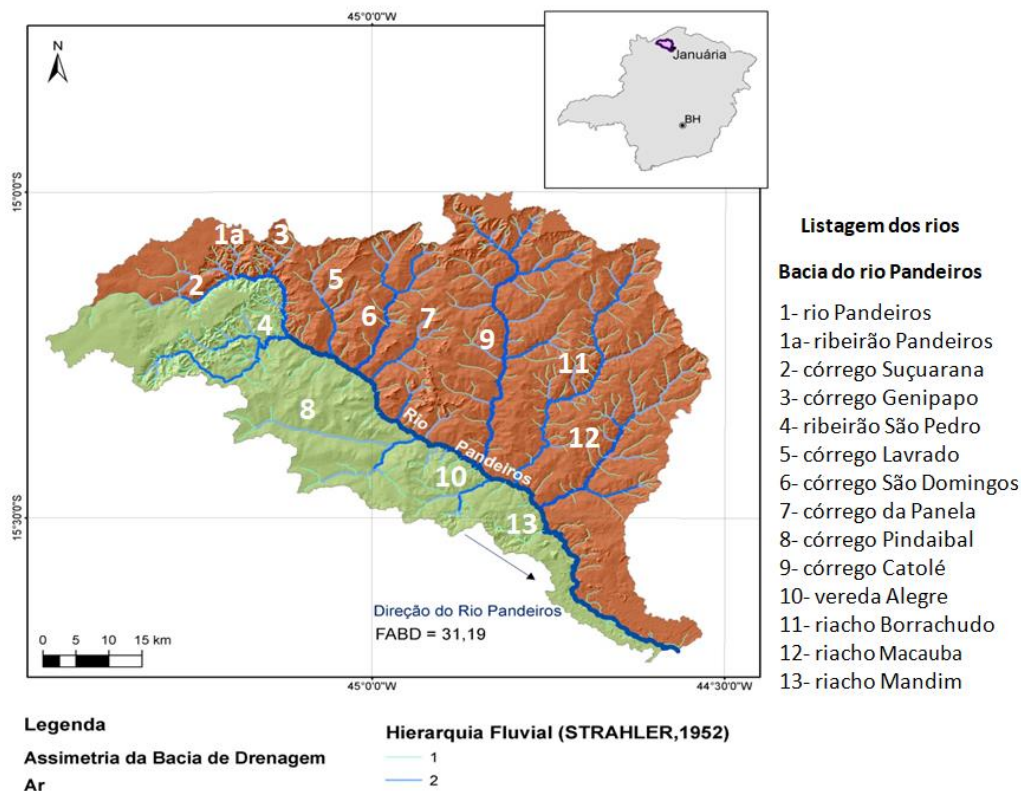 45°0'0"W
N
Januária
BH
15°0'0"S
1a
3
2
5
4
6
7
9
11
8
Rio Pandeiros
12
10
13
15°30'0"S
Direção do Rio Pandeiros
FABD = 31,19
0 5 10 15 km
45°0'0"W
44°30'0"W
Listagem dos rios
Bacia do rio Pandeiros
1- rio Pandeiros
1a- ribeirão Pandeiros
2- córrego Suçuarana
3- córrego Genipapo
4- ribeirão São Pedro
5- córrego Lavrado
6- córrego São Domingos
7- córrego da Panela
8- córrego Pindaibal
9- córrego Catolé
10- vereda Alegre
11- riacho Borrachudo
12- riacho Macauba
13- riacho Mandim
Legenda
Assimetria da Bacia de Drenagem
Ar
Hierarquia Fluvial (STRAHLER,1952)
1
2